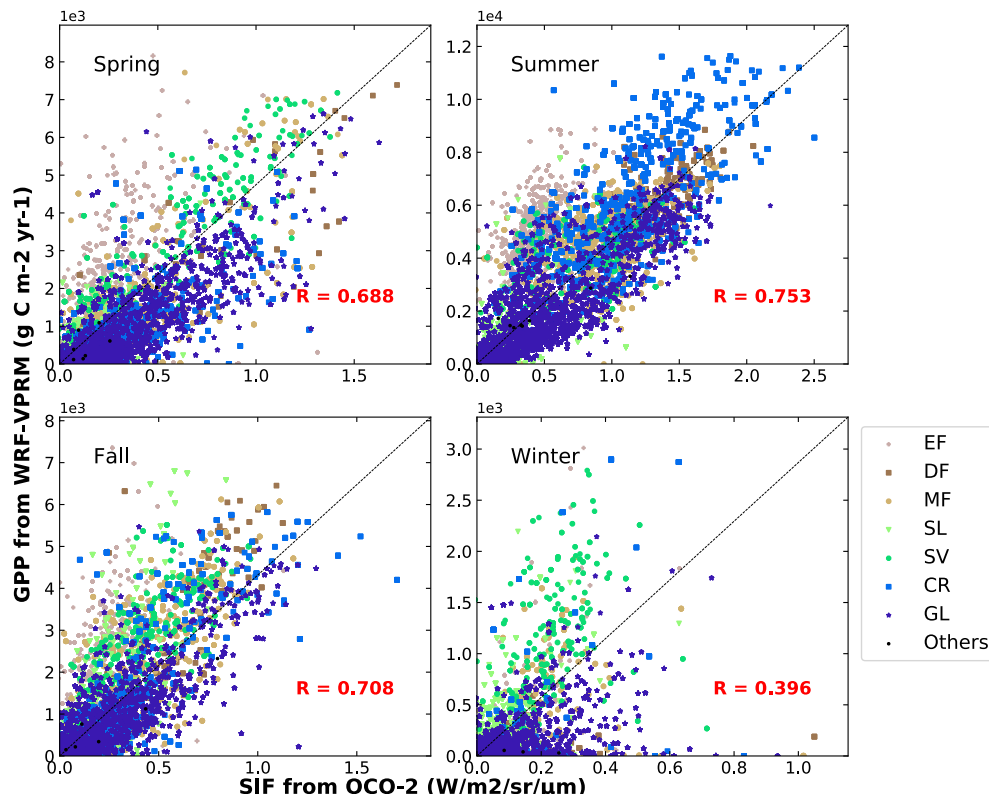 1e3
Spring
8
7
6
5
4
3
2
1
0
0.0 0.5 1.0 1.5
R = 0.688
1e4
Summer
1.2
1.0
0.8
0.6
0.4
0.2
0.0
0.0 0.5 1.0 1.5 2.0 2.5
R = 0.753
GPP from WRF-VPRM (g C m-2 yr-1)
1e3
Fall
8
7
6
5
4
3
2
1
0
0.0 0.5 1.0 1.5
R = 0.708
1e3
Winter
3.0
2.5
2.0
1.5
1.0
0.5
0.0
0.0 0.2 0.4 0.6 0.8 1.0
R = 0.396
SIF from OCO-2 (W/m2/sr/μm)
EF
DF
MF
SL
SV
CR
GL
Others